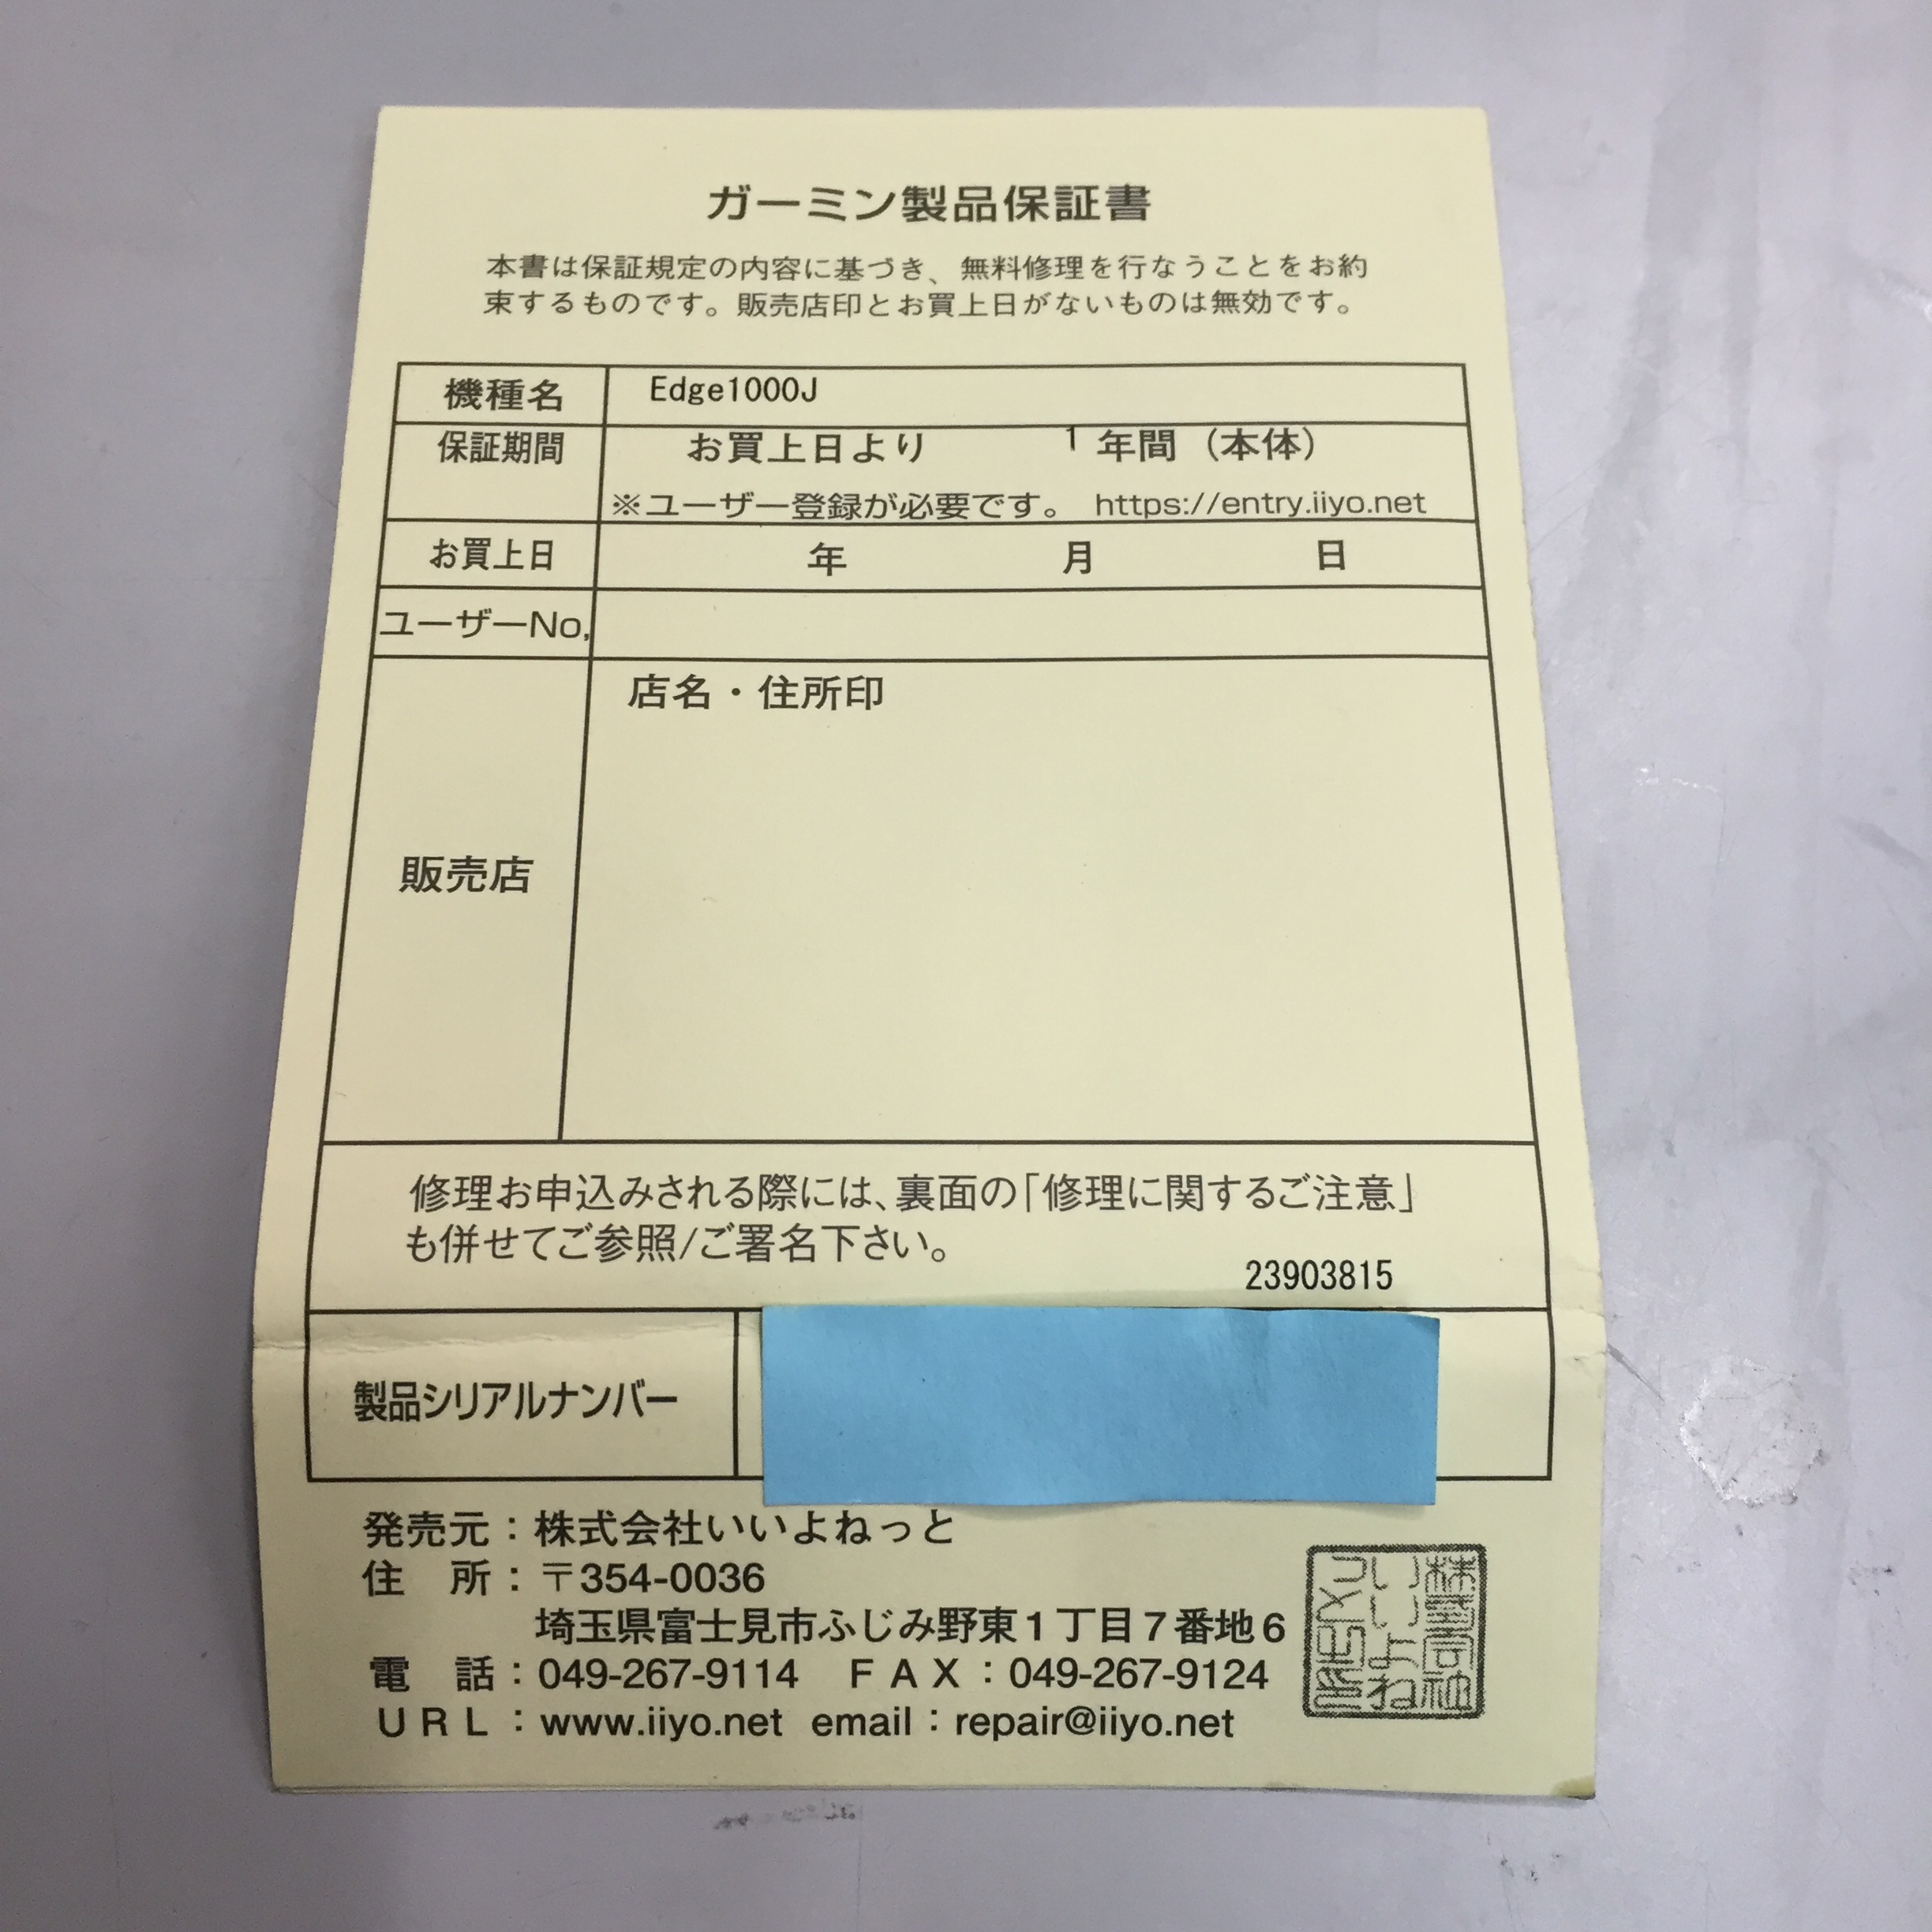 ガーミン製品保証書
本書は保証規定の内容に基づき、無料修理を行なうことをお約
束するものです。販売店印とお買上日がないものは無効です。
機種名 Edge1000J
保証期間 お買上日より 1 年間（本体）
※ユーザー登録が必要です。 https://entry.iiyo.net
お買上日 年 月 日
ユーザーNo,
店名・住所印
販売店
修理お申込みされる際には、裏面の「修理に関するご注意」
も併せてご参照/ご署名下さい。
23903815
製品シリアルナンバー
発売元：株式会社いいよねっと
住 所：〒354-0036
埼玉県富士見市ふじみ野東１丁目７番地６
電 話：049-267-9114 ＦＡＸ：049-267-9124
ＵＲＬ：www.iiyo.net email：repair@iiyo.net
株式会社
いいよね
っと